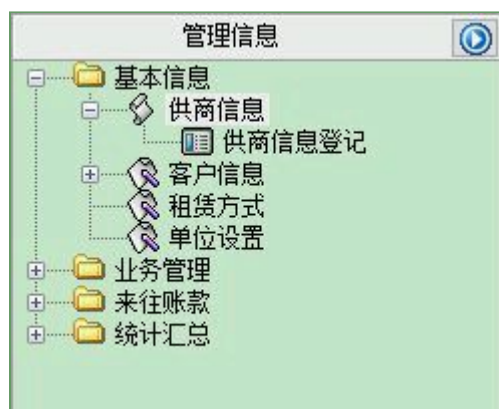 管理信息
基本信息
供商信息
供商信息登记
客户信息
租赁方式
单位设置
业务管理
来往账款
统计汇总